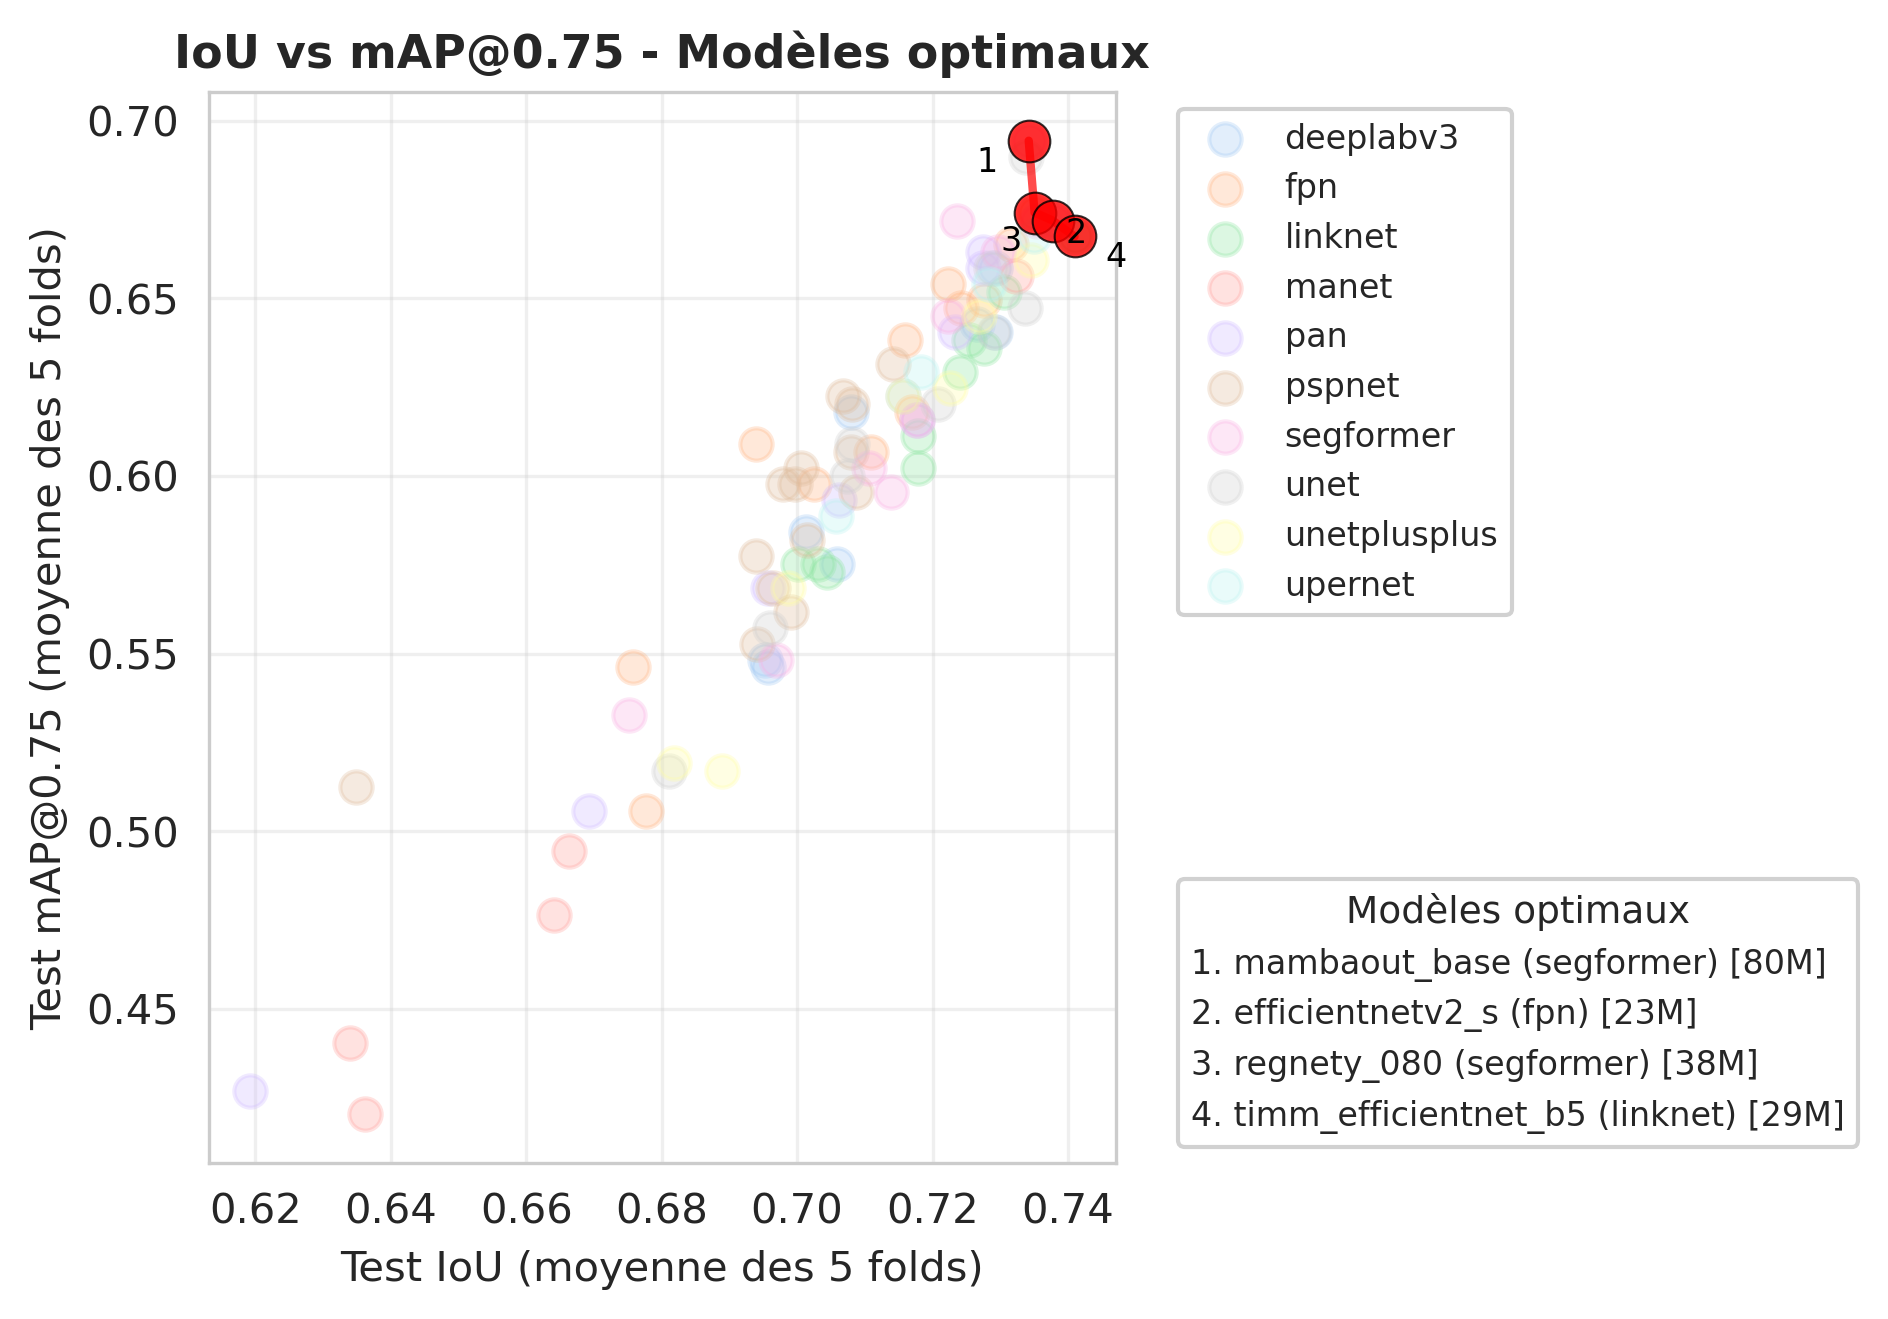 IoU vs mAP@0.75 - Modèles optimaux
Test mAP@0.75 (moyenne des 5 folds)
0.70
0.65
0.60
0.55
0.50
0.45
0.62 0.64 0.66 0.68 0.70 0.72 0.74
Test IoU (moyenne des 5 folds)
1
3
2
4
deeplabv3
fpn
linknet
manet
pan
pspnet
segformer
unet
unetplusplus
upernet
Modèles optimaux
1. mambaout_base (segformer) [80M]
2. efficientnetv2_s (fpn) [23M]
3. regnety_080 (segformer) [38M]
4. timm_efficientnet_b5 (linknet) [29M]